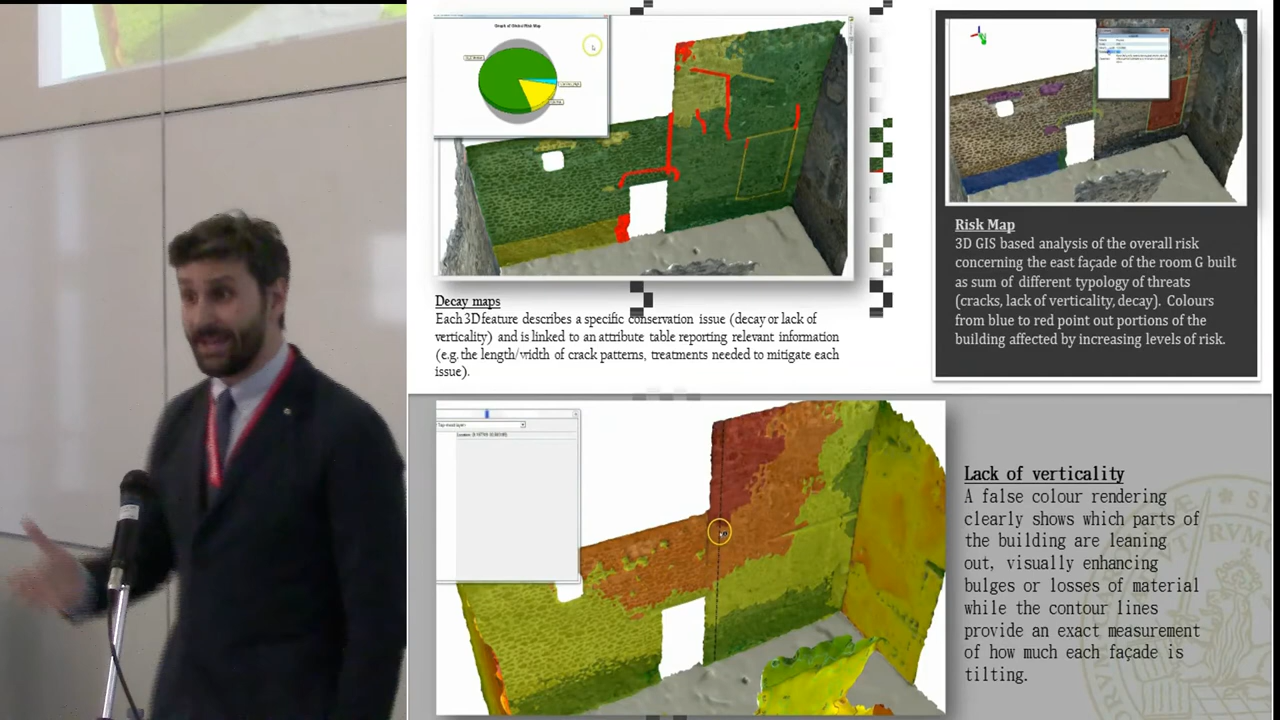 Decay maps
Each 3D feature describes a specific conservation issue (decay or lack of
verticality) and is linked to an attribute table reporting relevant information
(e.g. the length/width of crack patterns, treatments needed to mitigate each
issue).
Risk Map
3D GIS based analysis of the overall risk
concerning the east façade of the room G built
as sum of different typology of threats
(cracks, lack of verticality, decay). Colours
from blue to red point out portions of the
building affected by increasing levels of risk.
Lack of verticality
A false colour rendering
clearly shows which parts of
the building are leaning
out, visually enhancing
bulges or losses of material
while the contour lines
provide an exact measurement
of how much each façade is
tilting.